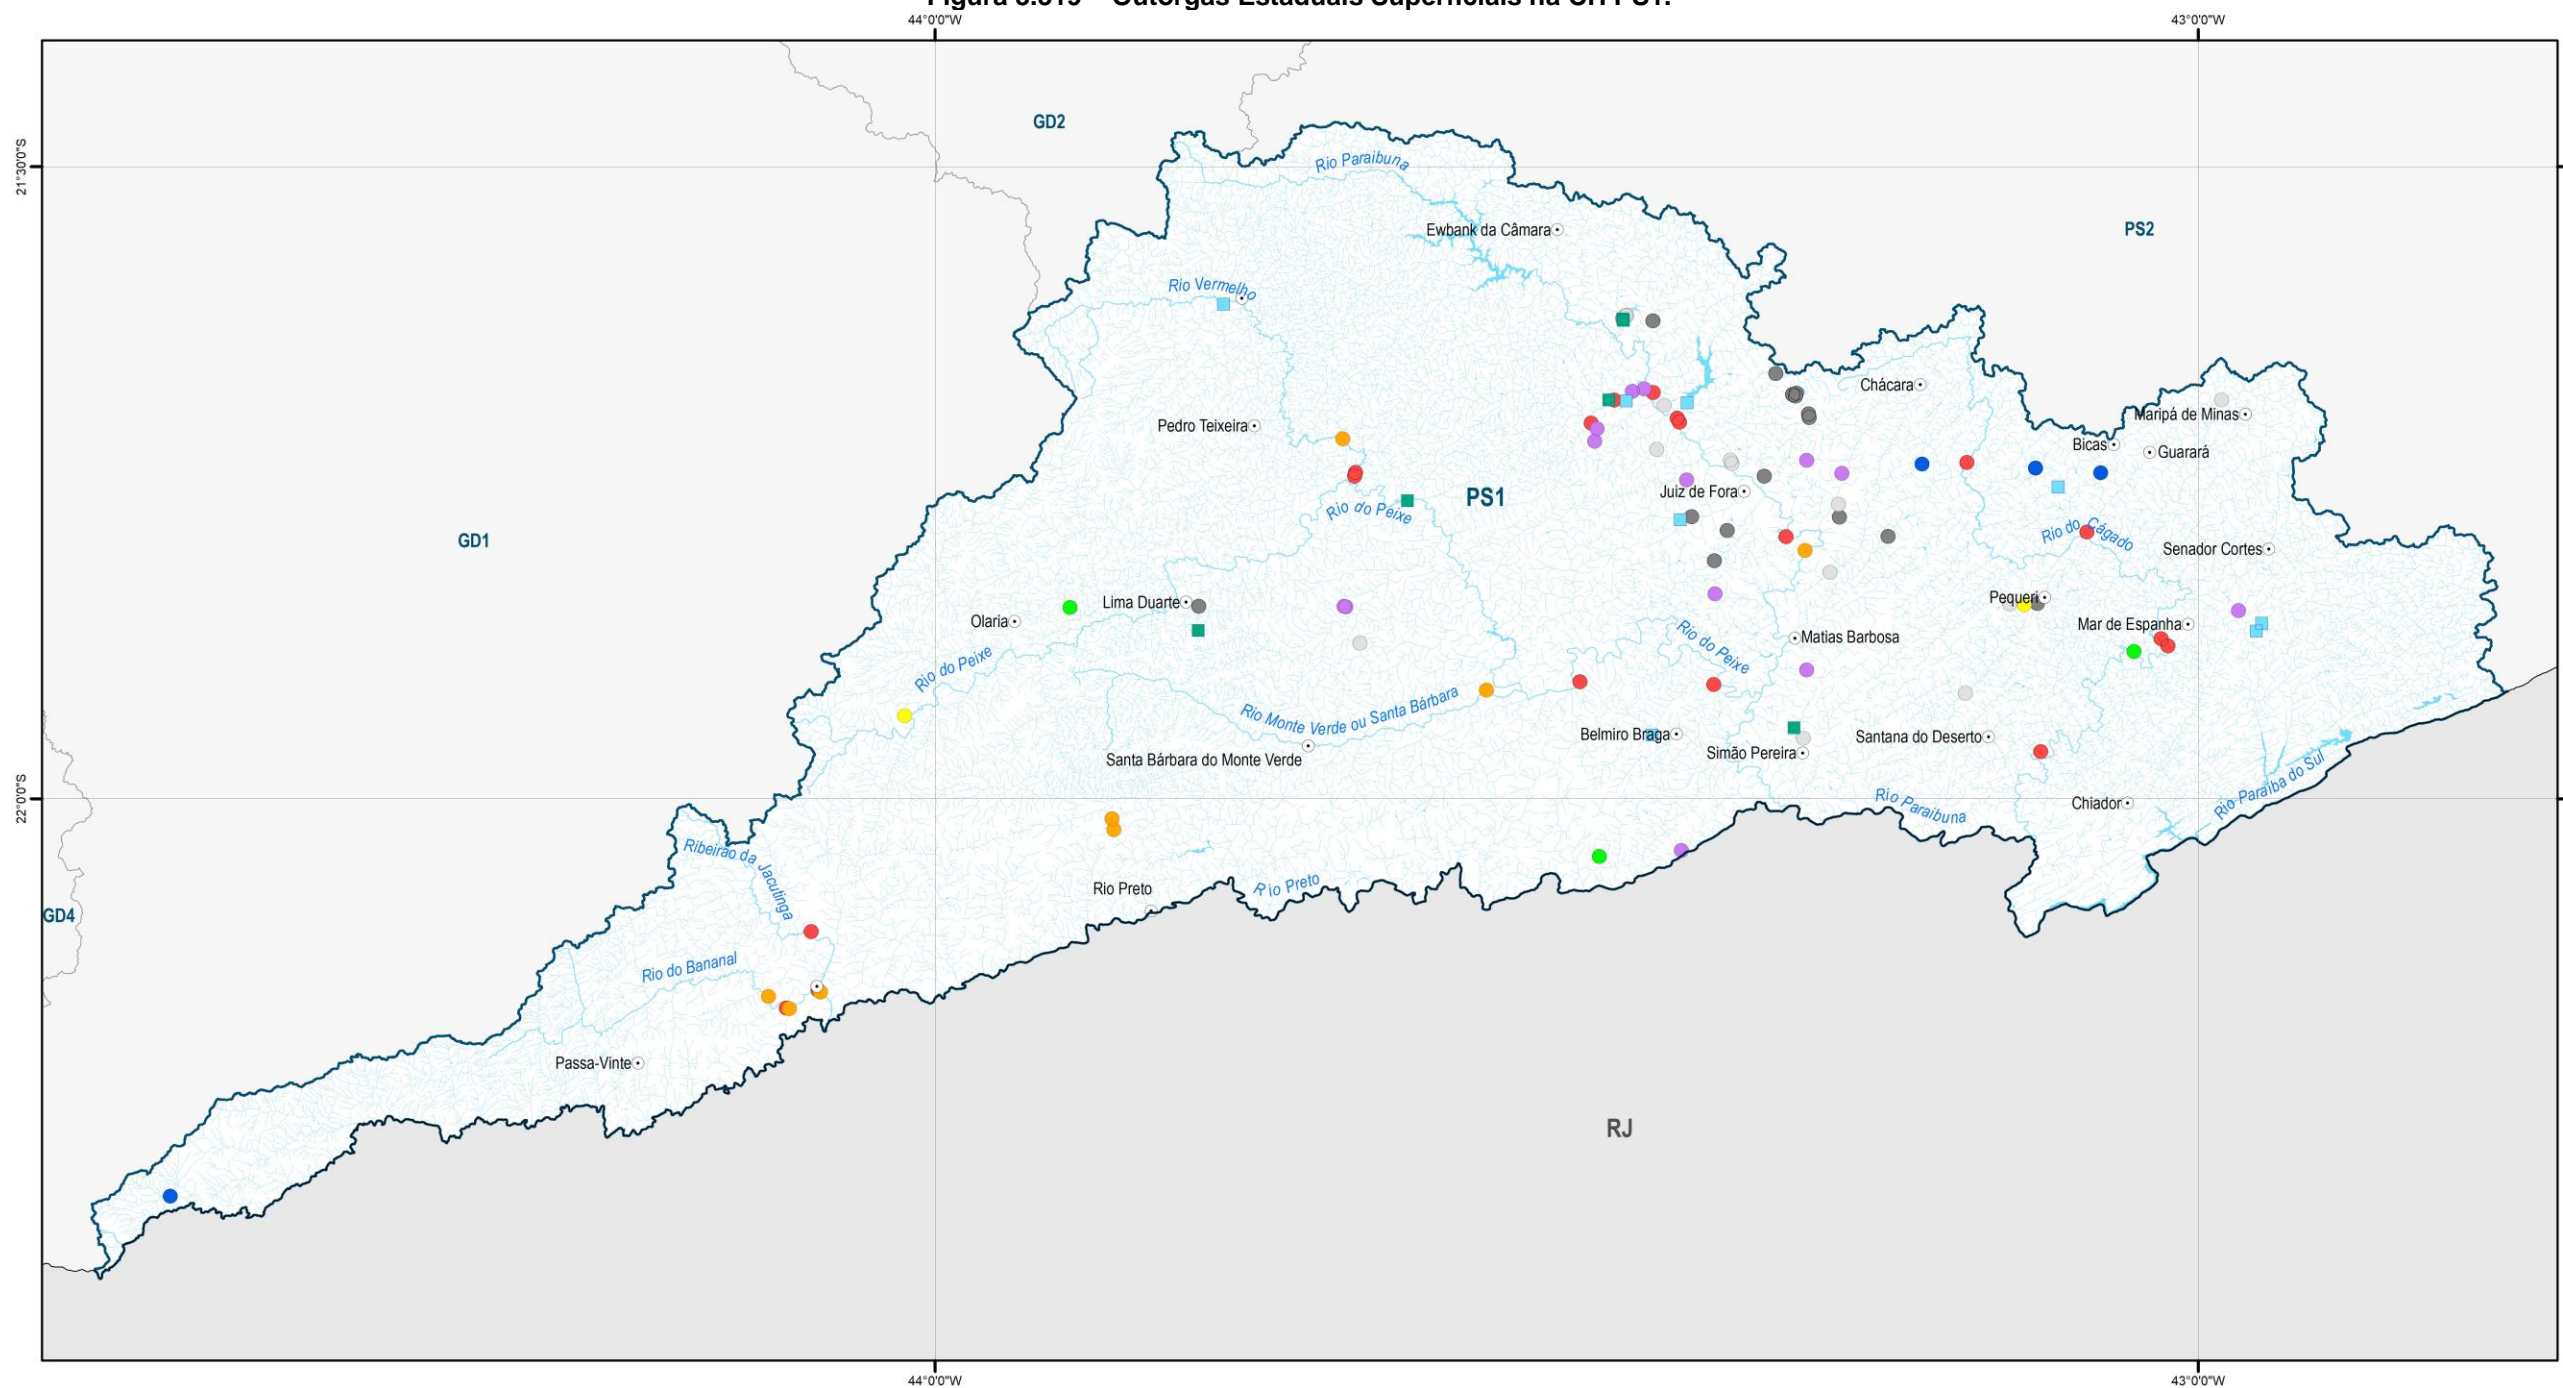 Figura 3.319 – Outorgas Estaduais Superficiais na CH PS1.
44°0'0"W
43°0'0"W
GD2
21°30'0"S
Rio Paraibuna
Ewbank da Câmara
PS2
Rio Vermelho
Chácara
Maripá de Minas
Pedro Teixeira
Bicas
Guarará
Juiz de Fora
PS1
Rio do Peixe
GD1
Rio do Cágado
Senador Cortes
Lima Duarte
Pequeri
Olaria
Mar de Espanha
Matias Barbosa
Rio do Peixe
Rio do Peixe
Rio Monte Verde ou Santa Bárbara
Belmiro Braga
Simão Pereira
Santana do Deserto
Santa Bárbara do Monte Verde
22°0'0"S
Rio Paraibuna
Chiador
Rio Paraíba do Sul
Ribeirão da Jacutinga
Rio Preto
Rio Preto
GD4
Rio do Bananal
Passa-Vinte
RJ
44°0'0"W
43°0'0"W